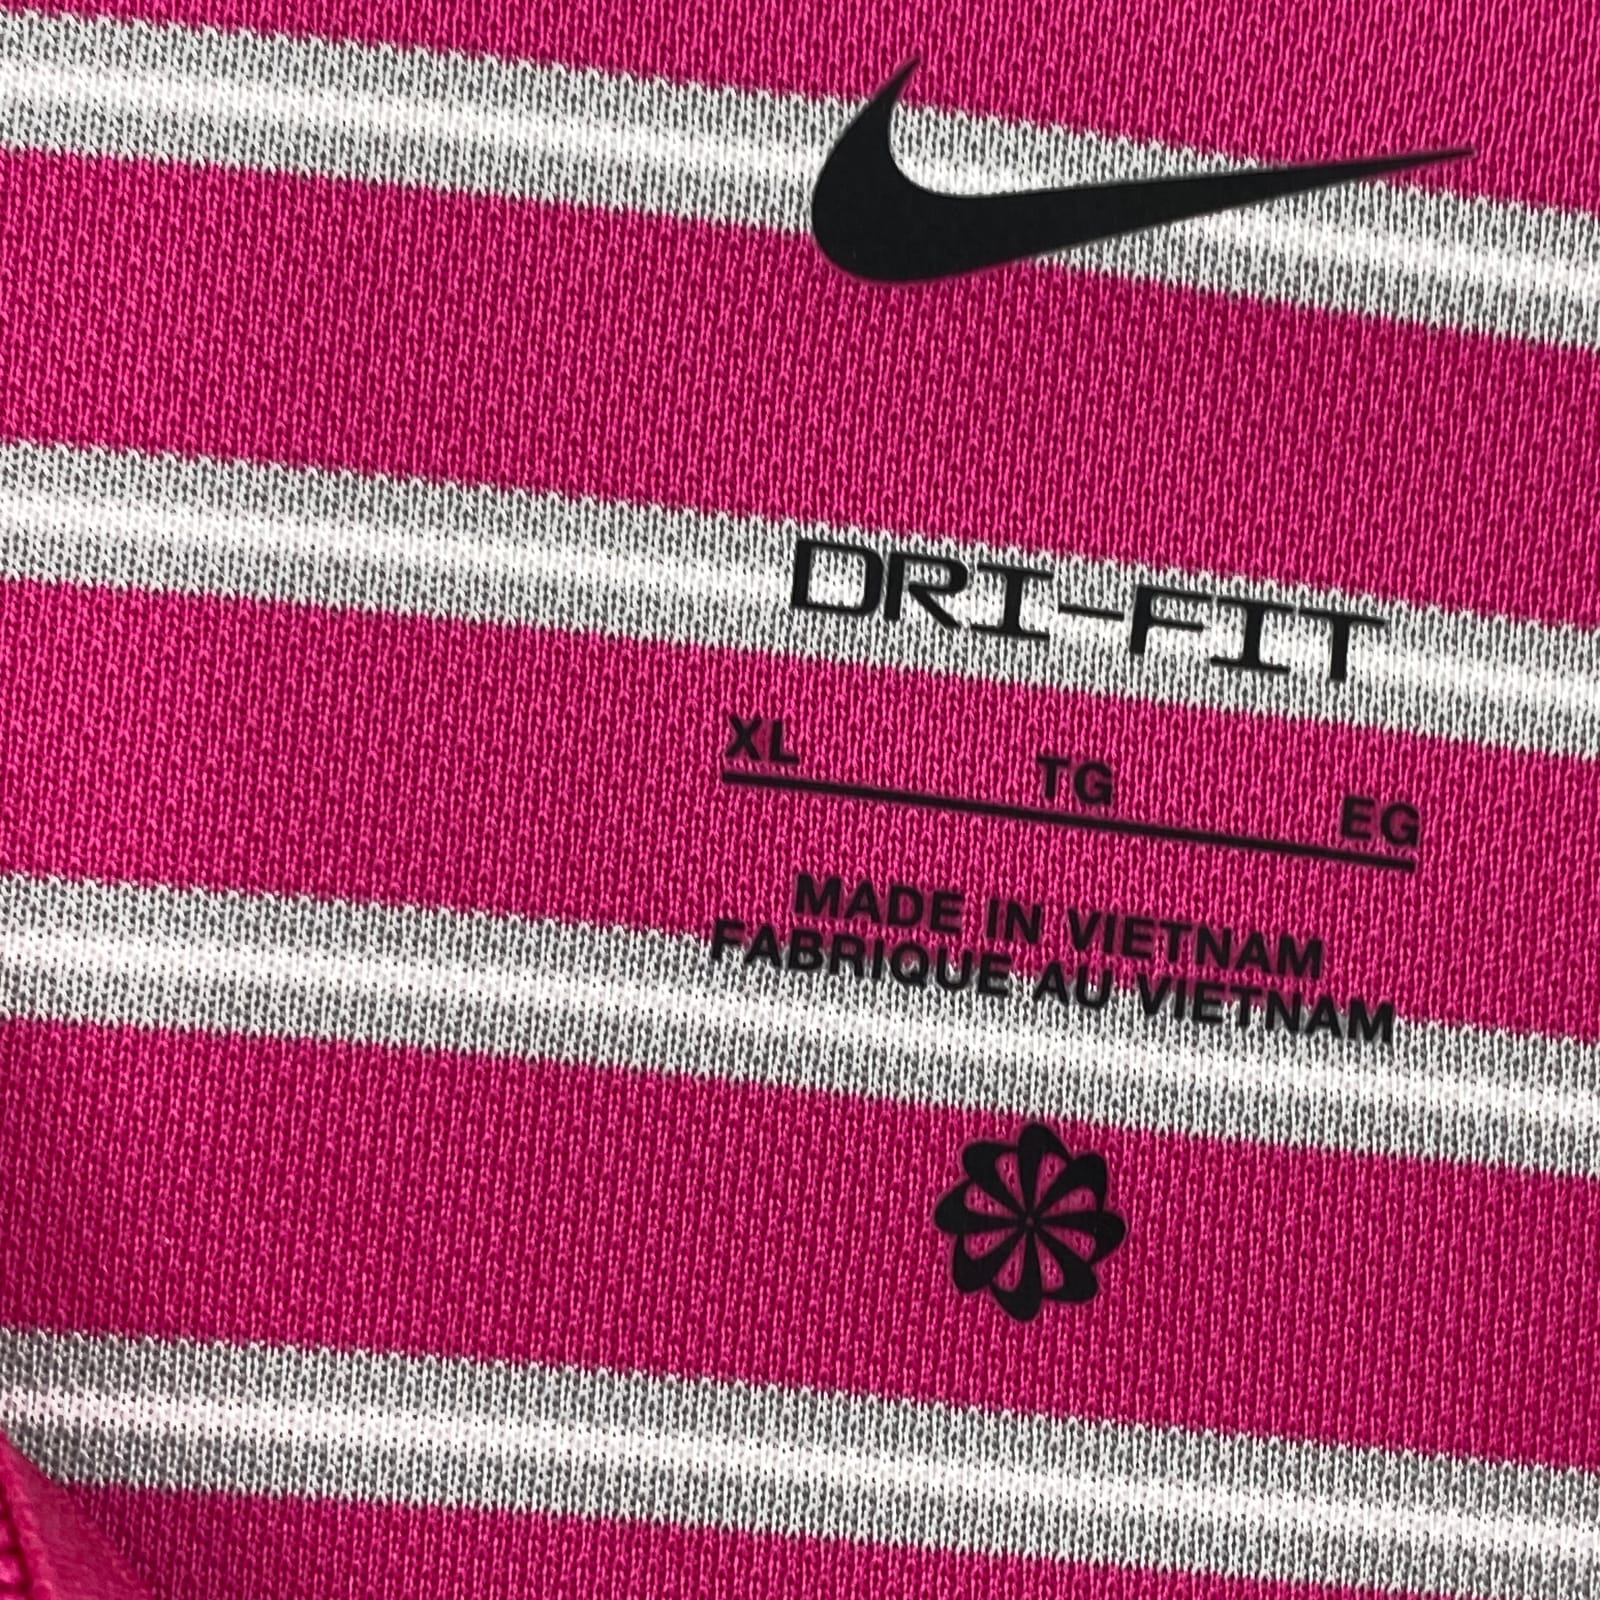 DRI-FIT
XL TG EG
MADE IN VIETNAM
FABRIQUE AU VIETNAM